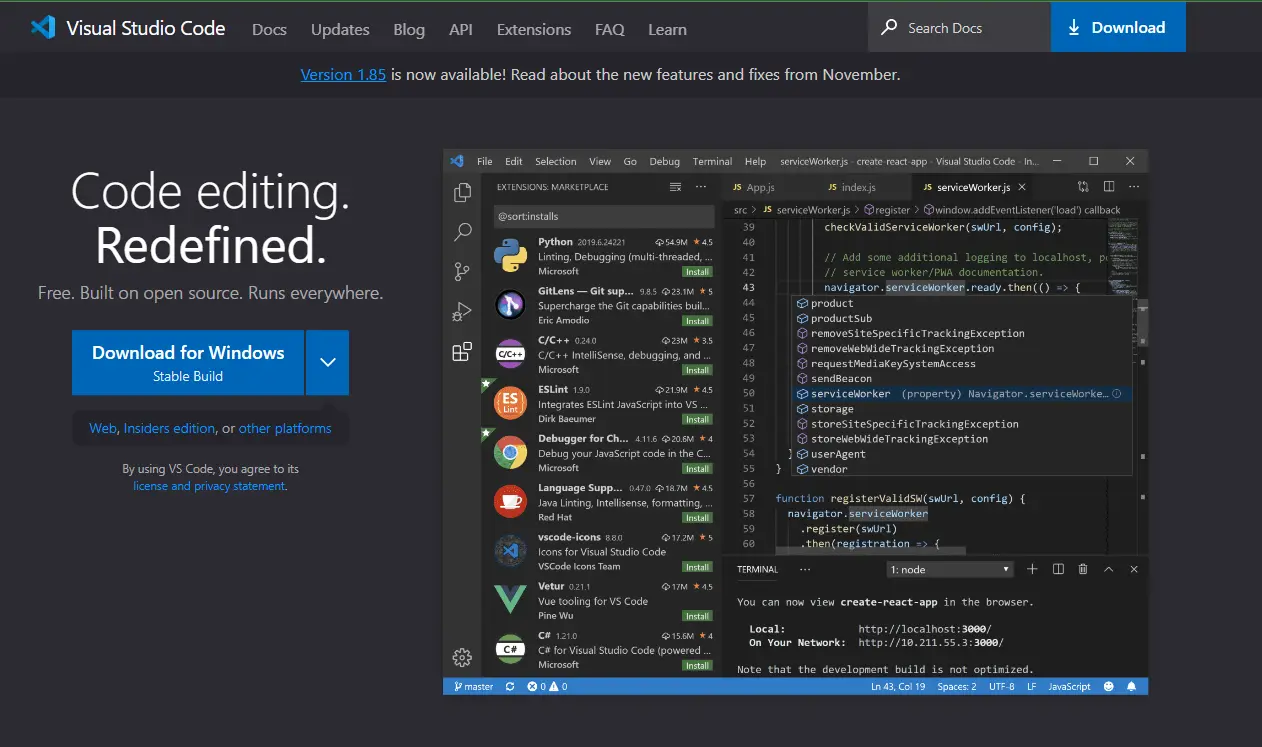 Visual Studio Code Docs Updates Blog API Extensions FAQ Learn Search Docs Download
Version 1.85 is now available! Read about the new features and fixes from November.
Code editing.
Redefined.
Free. Built on open source. Runs everywhere.
Download for Windows
Stable Build
Web, Insiders edition, or other platforms
By using VS Code, you agree to its
license and privacy statement.
File Edit Selection View Go Debug Terminal Help serviceWorker.js - create-react-app - Visual Studio Code - In...
EXTENSIONS: MARKETPLACE
@sort:installs
Python 2019.6.24221 54.9M 4.5
Linting, Debugging (multi-threaded, ...
Microsoft Install
GitLens — Git sup... 9.8.5 23.1M 5
Supercharge the Git capabilities buil...
Eric Amodio Install
C/C++ C/C++ 0.24.0 23M 3.5
C/C++ IntelliSense, debugging, and ...
Microsoft Install
ES Lint ESLint 1.9.0 21.9M 4.5
Integrates ESLint JavaScript into VS ...
Dirk Baeumer Install
Debugger for Ch... 4.11.6 20.6M 4
Debug your JavaScript code in the C...
Microsoft Install
Language Supp... 0.47.0 18.7M 4.5
Java Linting, Intellisense, formatting, ...
Red Hat Install
vscode-icons 8.8.0 17.2M 5
Icons for Visual Studio Code
VSCode Icons Team Install
Vetur 0.21.1 17M 4.5
Vue tooling for VS Code
Pine Wu Install
C# C# 1.21.0 15.6M 4
C# for Visual Studio Code (powered ...
Microsoft Install
JS App.js JS index.js JS serviceWorker.js
src > JS serviceWorker.js > register > window.addEventListener('load') callback
39 checkValidServiceWorker(swUrl, config);
40
41 // Add some additional logging to localhost,
42 // service worker/PWA documentation.
43 navigator.serviceWorker.ready.then(() => {
44 product
45 productSub
46 removeSiteSpecificTrackingException
47 removeWebWideTrackingException
48 requestMediaKeySystemAccess
49 sendBeacon
50 serviceWorker (property) Navigator.serviceWorke...
51 storage
52 storeSiteSpecificTrackingException
53 storeWebWideTrackingException
54 } userAgent
55 } vendor
56
57 function registerValidSW(swUrl, config) {
58 navigator.serviceWorker
59 .register(swUrl)
60 .then(registration => {
TERMINAL ... 1: node
You can now view create-react-app in the browser.
Local: http://localhost:3000/
On Your Network: http://10.211.55.3:3000/
Note that the development build is not optimized.
master 0 0 Ln 43, Col 19 Spaces: 2 UTF-8 LF JavaScript